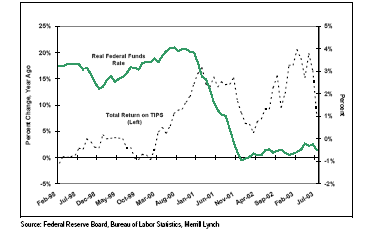 25%
20%
15%
10%
5%
0%
-5%
5%
4%
3%
2%
1%
0%
-1%
-2%
Percent Change, Year Ago
Percent
Real Federal Funds
Rate
Total Return on TIPS
(Left)
Feb-98
Jul-98
Dec-98
May-99
Oct-99
Mar-00
Aug-00
Jan-01
Jun-01
Nov-01
Apr-02
Sep-02
Feb-03
Jul-03
Source: Federal Reserve Board, Bureau of Labor Statistics, Merrill Lynch